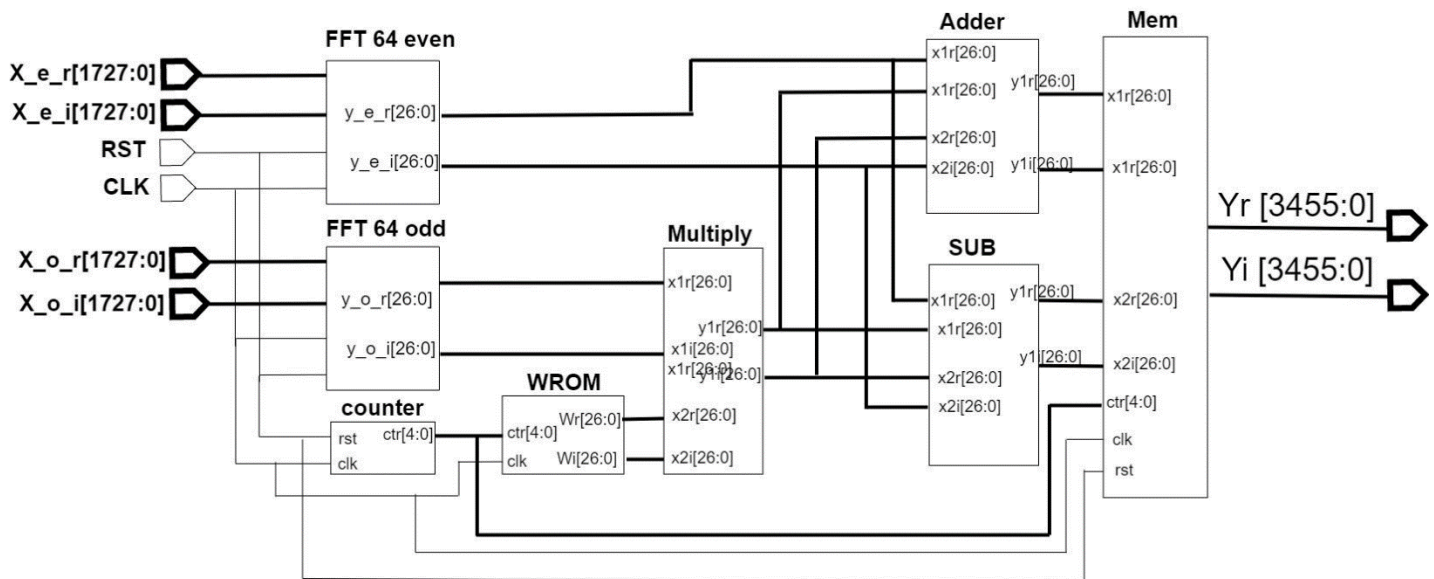 Adder
Mem
FFT 64 even
X_e_r[1727:0]
X_e_i[1727:0]
RST
CLK
y_e_r[26:0]
y_e_i[26:0]
x1r[26:0]
x1r[26:0]
x2r[26:0]
x2i[26:0]
y1r[26:0]
y1i[26:0]
x1r[26:0]
x1r[26:0]
Yr [3455:0]
Yi [3455:0]
FFT 64 odd
X_o_r[1727:0]
X_o_i[1727:0]
y_o_r[26:0]
y_o_i[26:0]
Multiply
x1r[26:0]
y1r[26:0]
x1i[26:0]
x1r[26:0]
y1i[26:0]
x2r[26:0]
x2i[26:0]
SUB
x1r[26:0]
x1r[26:0]
x2r[26:0]
x2i[26:0]
y1r[26:0]
y1i[26:0]
x2r[26:0]
x2i[26:0]
ctr[4:0]
clk
rst
counter
rst
ctr[4:0]
clk
WROM
Wr[26:0]
ctr[4:0]
clk
Wi[26:0]